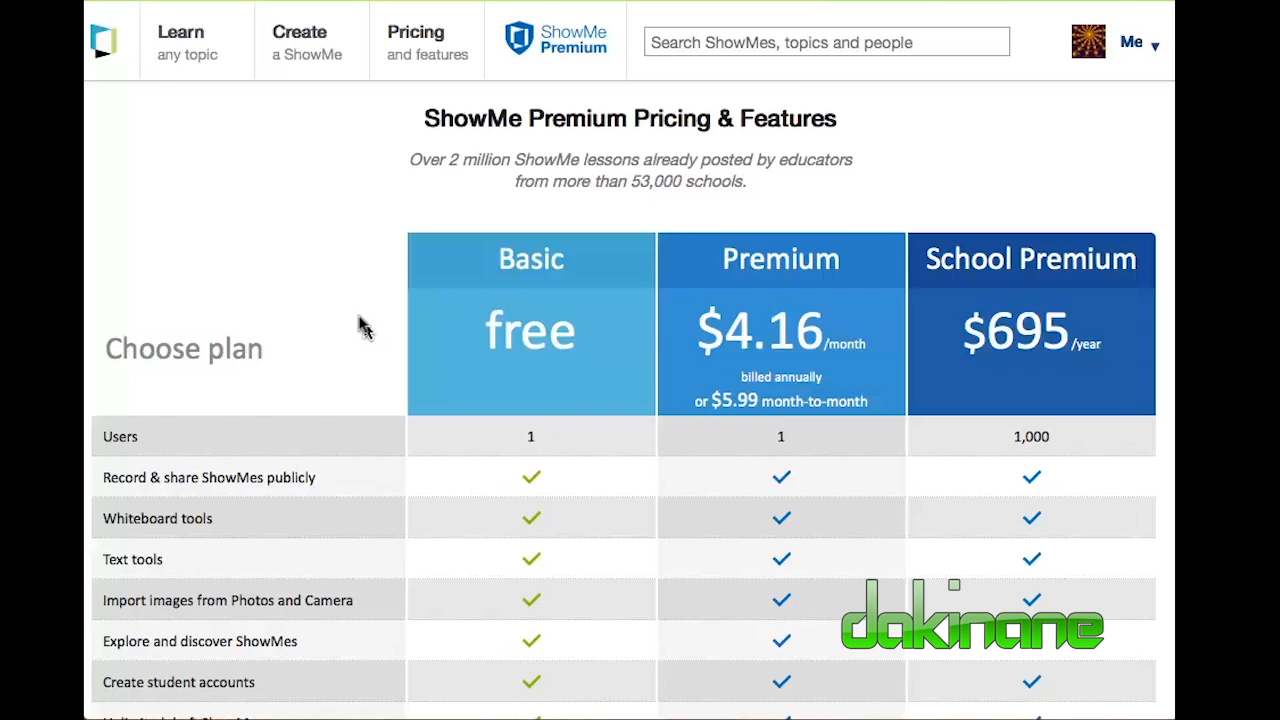 Learn
any topic
Create
a ShowMe
Pricing
and features
ShowMe
Premium
Search ShowMes, topics and people
Me
ShowMe Premium Pricing & Features
Over 2 million ShowMe lessons already posted by educators
from more than 53,000 schools.
Choose plan
Basic
free
Premium
$4.16/month
billed annually
or $5.99 month-to-month
School Premium
$695/year
Users 1 1 1,000
Record & share ShowMes publicly
Whiteboard tools
Text tools
Import images from Photos and Camera
Explore and discover ShowMes
Create student accounts
dakinane